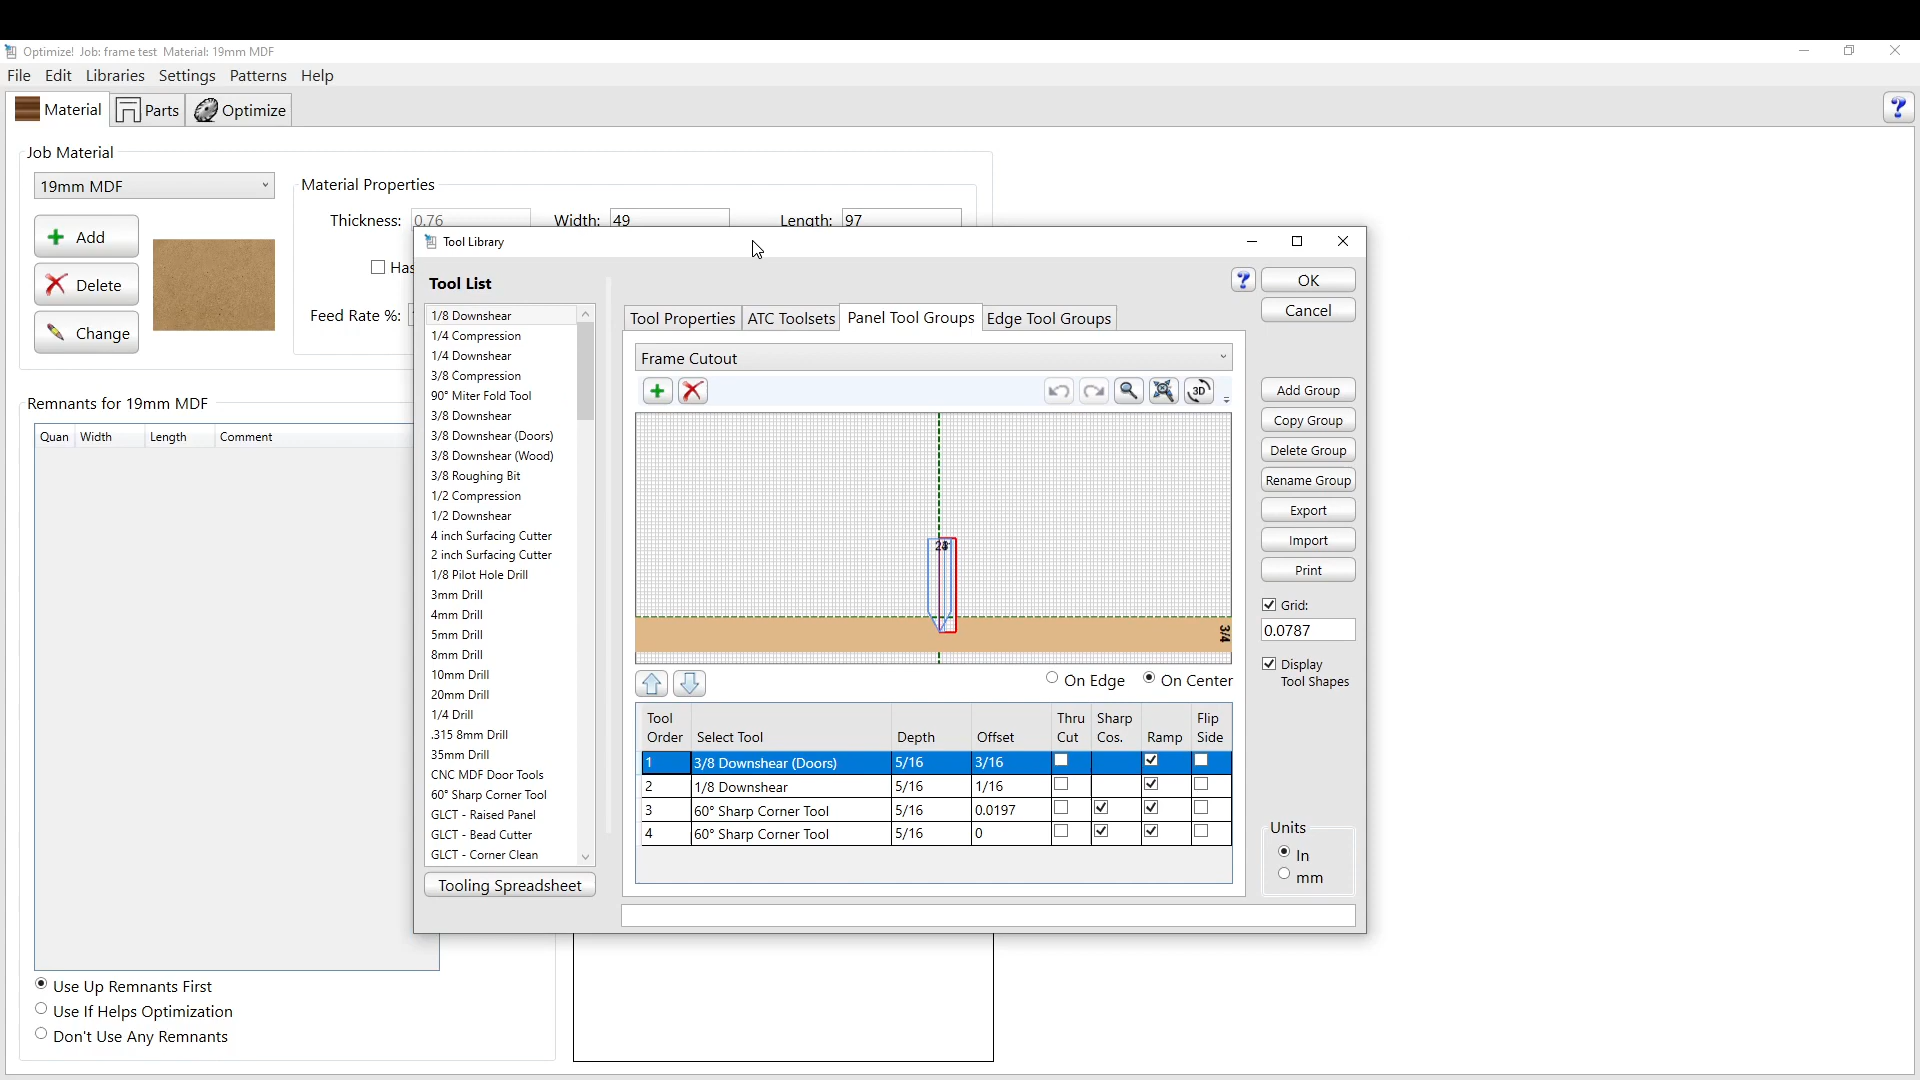 Optimize! Job: frame test Material: 19mm MDF
File Edit Libraries Settings Patterns Help
Material Parts Optimize
Job Material
19mm MDF
Material Properties
Thickness: 0.76 Width: 49 Length: 97
Add
Has
Delete
Feed Rate %:
Change
Remnants for 19mm MDF
Quan Width Length Comment
Use Up Remnants First
Use If Helps Optimization
Don't Use Any Remnants
Tool Library
Tool List
1/8 Downshear
1/4 Compression
1/4 Downshear
3/8 Compression
90° Miter Fold Tool
3/8 Downshear
3/8 Downshear (Doors)
3/8 Downshear (Wood)
3/8 Roughing Bit
1/2 Compression
1/2 Downshear
4 inch Surfacing Cutter
2 inch Surfacing Cutter
1/8 Pilot Hole Drill
3mm Drill
4mm Drill
5mm Drill
8mm Drill
10mm Drill
20mm Drill
1/4 Drill
.315 8mm Drill
35mm Drill
CNC MDF Door Tools
60° Sharp Corner Tool
GLCT - Raised Panel
GLCT - Bead Cutter
GLCT - Corner Clean
Tooling Spreadsheet
Tool Properties ATC Toolsets Panel Tool Groups Edge Tool Groups
Frame Cutout
3D
3/4
On Edge On Center
Tool Order Select Tool Depth Offset Thru Cut Sharp Cos. Ramp Flip Side
1 3/8 Downshear (Doors) 5/16 3/16
2 1/8 Downshear 5/16 1/16
3 60° Sharp Corner Tool 5/16 0.0197
4 60° Sharp Corner Tool 5/16 0
OK
Cancel
Add Group
Copy Group
Delete Group
Rename Group
Export
Import
Print
Grid:
0.0787
Display
Tool Shapes
Units
In
mm